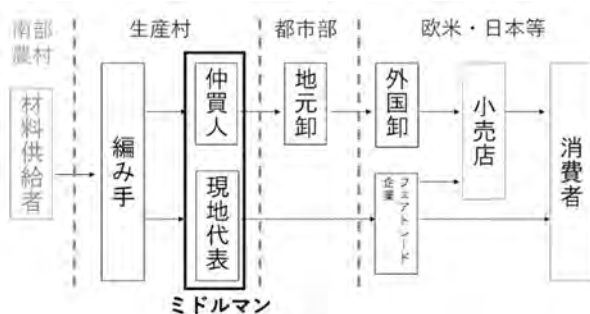 南部
農村
生産村
都市部
欧米・日本等
材料供給者
編み手
仲買人
現地代表
地元卸
外国卸
フェアトレード
企業
小売店
消費者
ミドルマン